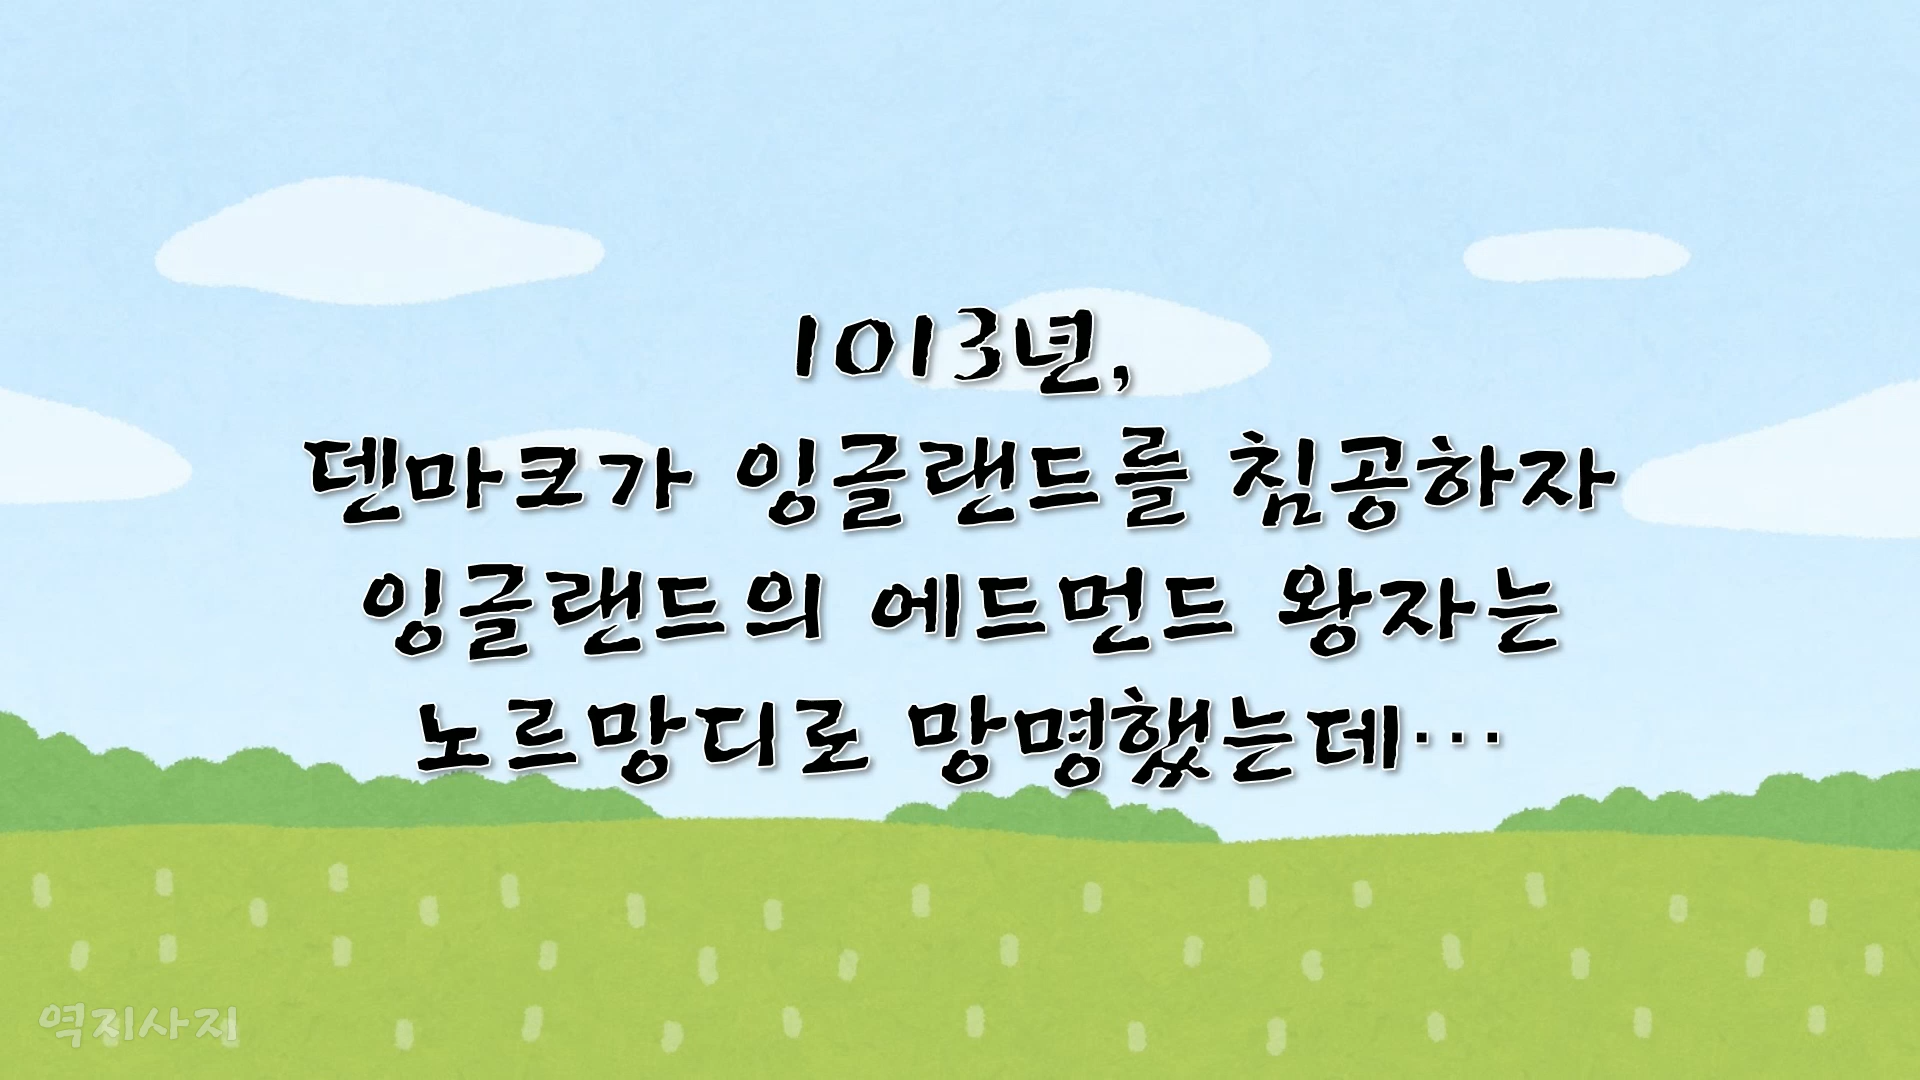 1013년,
덴마크가 잉글랜드를 침공하자
잉글랜드의 에드먼드 왕자는
노르망디로 망명했는데…
역지사지